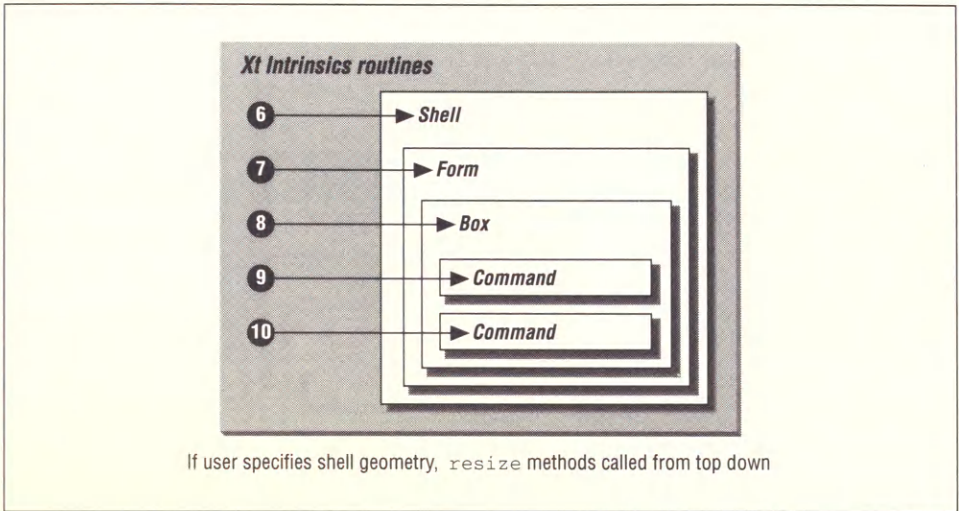 Xt Intrinsics routines
6 Shell
7 Form
8 Box
9 Command
10 Command
If user specifies shell geometry, resize methods called from top down